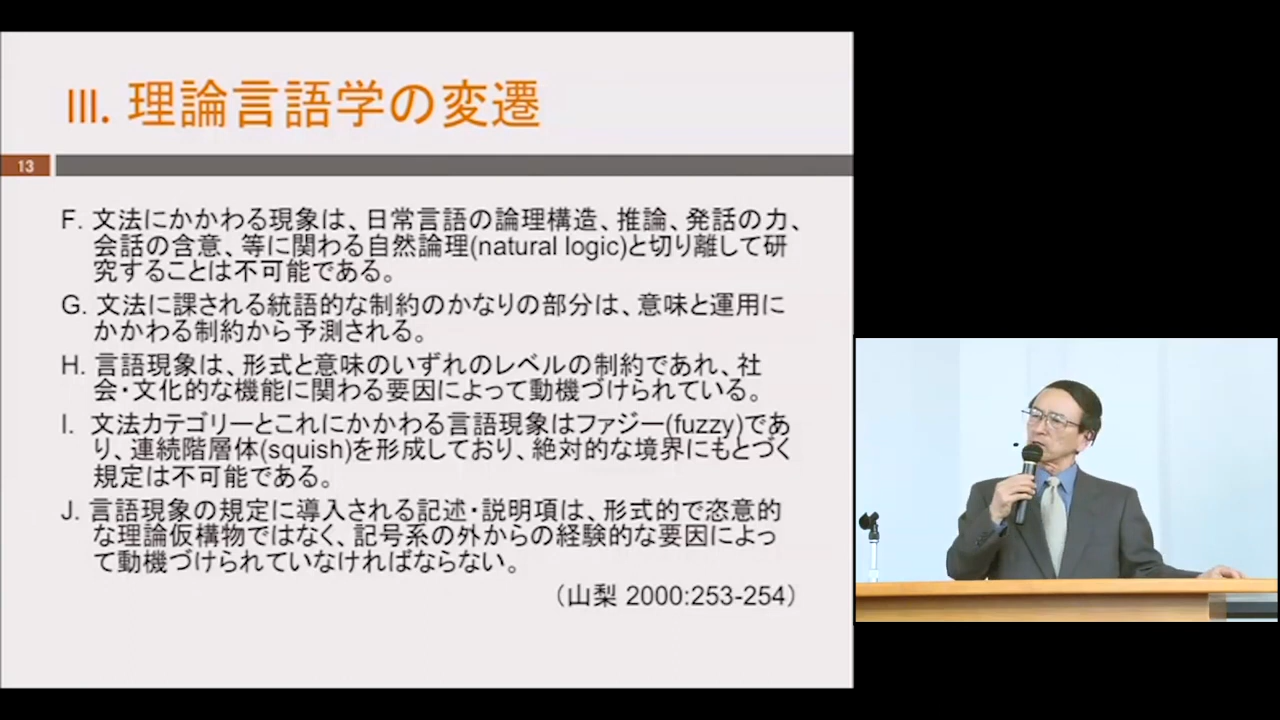 III. 理論言語学の変遷
13
F. 文法にかかわる現象は、日常言語の論理構造、推論、発話の力、
会話の含意、等に関わる自然論理(natural logic)と切り離して研
究することは不可能である。
G. 文法に課される統語的な制約のかなりの部分は、意味と運用に
かかわる制約から予測される。
H. 言語現象は、形式と意味のいずれのレベルの制約であれ、社
会・文化的な機能に関わる要因によって動機づけられている。
I. 文法カテゴリーとこれにかかわる言語現象はファジー(fuzzy)であ
り、連続階層体(squish)を形成しており、絶対的な境界にもとづく
規定は不可能である。
J. 言語現象の規定に導入される記述・説明項は、形式的で恣意的
な理論仮構物ではなく、記号系の外からの経験的な要因によっ
て動機づけられていなければならない。
（山梨 2000:253-254）